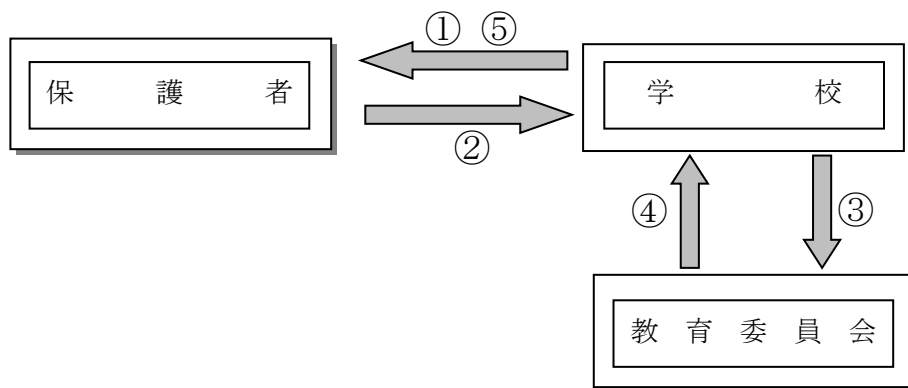 ① ⑤
保 護 者
学 校
②
④
③
教 育 委 員 会